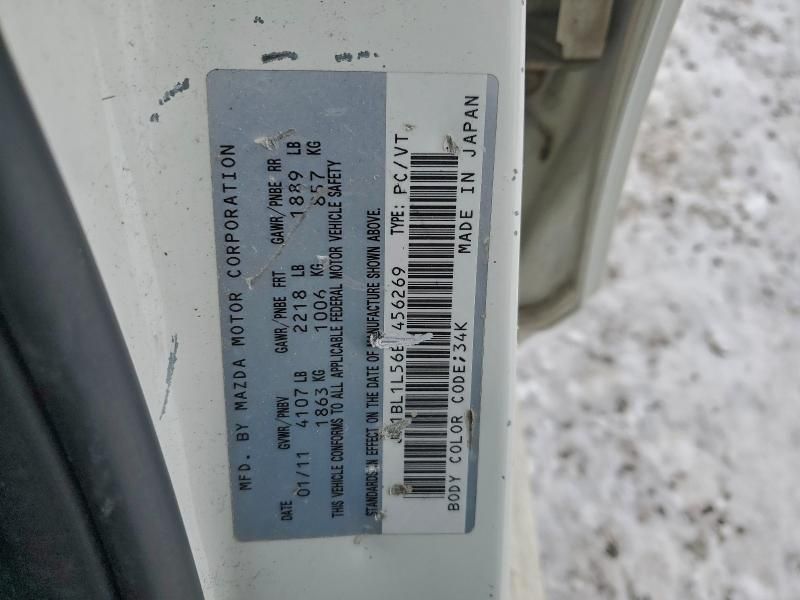 MFD. BY MAZDA MOTOR CORPORATION
DATE GVWR/PNBV GAWR/PNBE FRT GAWR/PNBE RR
01/11 4107 LB 2218 LB 1889 LB
1863 KG 1006 KG 857 KG
THIS VEHICLE CONFORMS TO ALL APPLICABLE FEDERAL MOTOR VEHICLE SAFETY
STANDARDS IN EFFECT ON THE DATE OF MANUFACTURE SHOWN ABOVE.
1BL1L56B 456269 TYPE: PC/VT
BODY COLOR CODE;34K MADE IN JAPAN